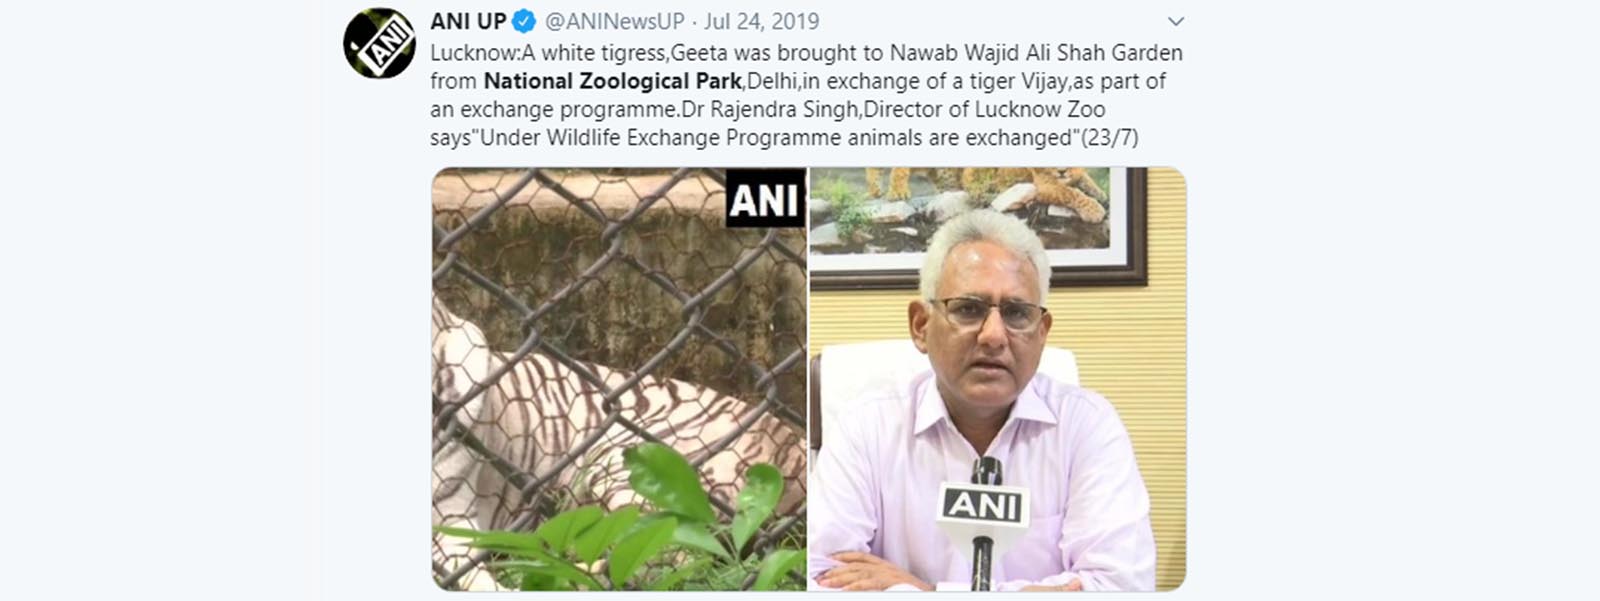 ANI
ANI UP @ANINewsUP · Jul 24, 2019
Lucknow:A white tigress,Geeta was brought to Nawab Wajid Ali Shah Garden
from National Zoological Park,Delhi,in exchange of a tiger Vijay,as part of
an exchange programme.Dr Rajendra Singh,Director of Lucknow Zoo
says"Under Wildlife Exchange Programme animals are exchanged"(23/7)
ANI
ANI